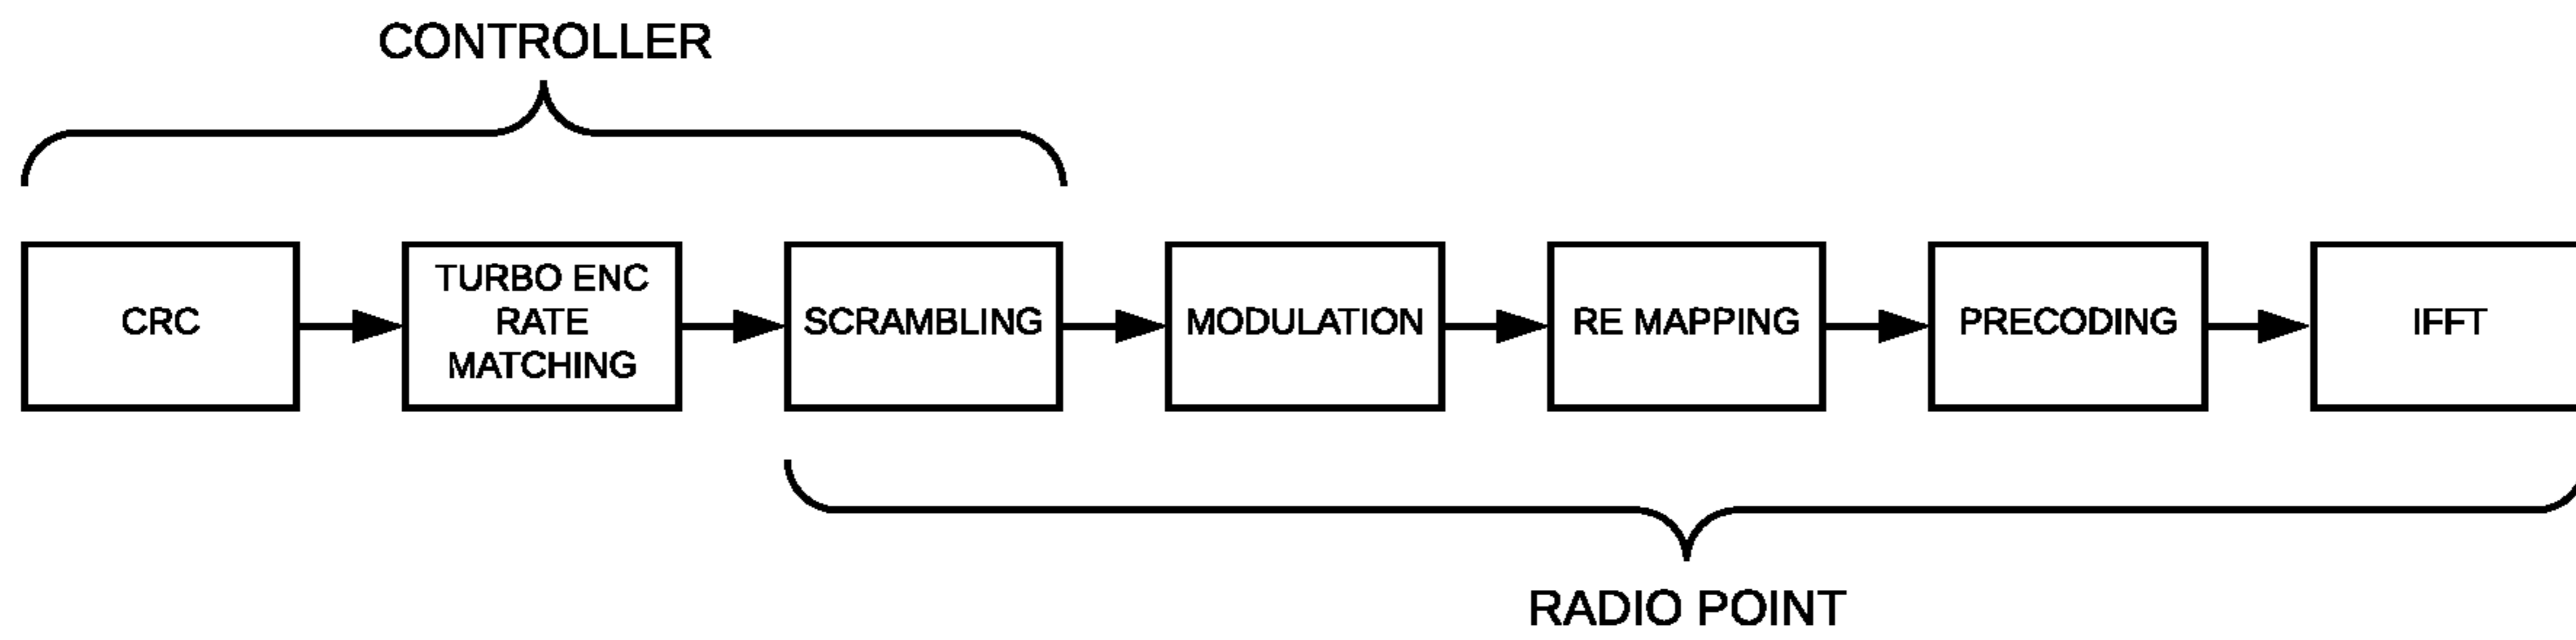 CONTROLLER
CRC
TURBO ENC
RATE
MATCHING
SCRAMBLING
MODULATION
RE MAPPING
PRECODING
IFFT
RADIO POINT